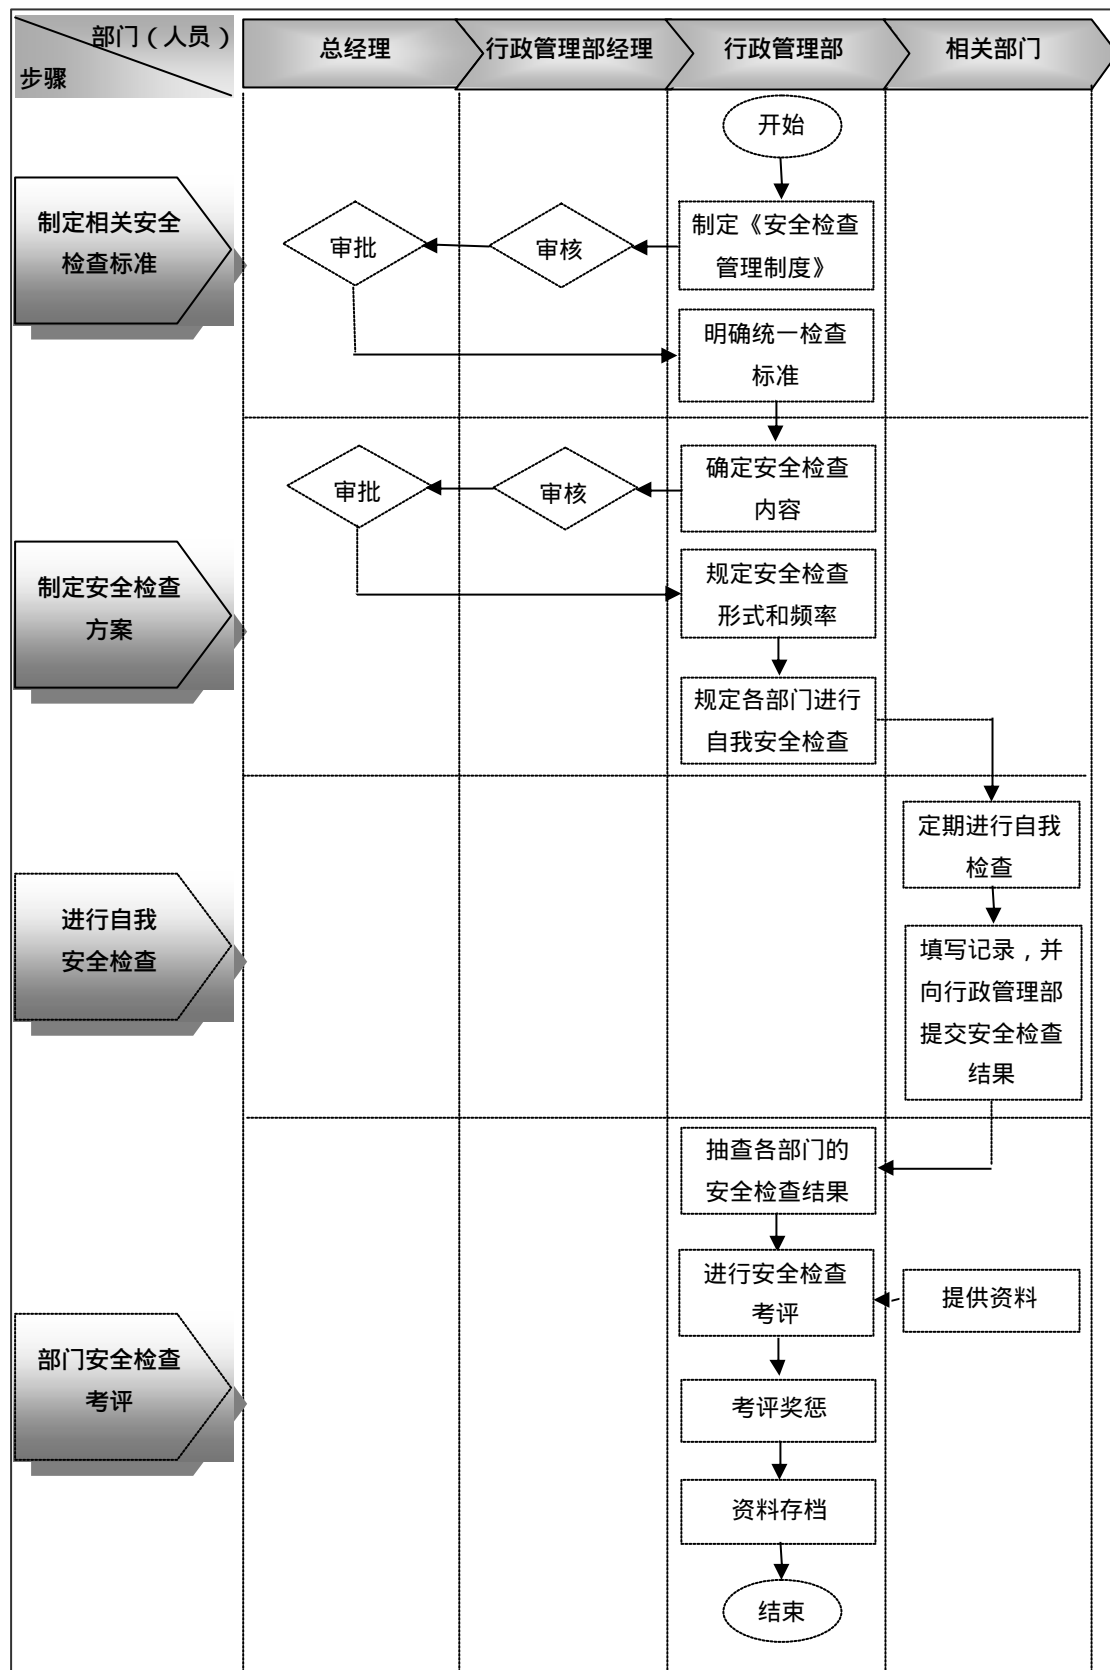 部门（人员）
步骤
总经理
行政管理部经理
行政管理部
相关部门
开始
制定相关安全
检查标准
审批
审核
制定《安全检查
管理制度》
明确统一检查
标准
审批
审核
确定安全检查
内容
制定安全检查
方案
规定安全检查
形式和频率
规定各部门进行
自我安全检查
定期进行自我
检查
进行自我
安全检查
填写记录，并
向行政管理部
提交安全检查
结果
抽查各部门的
安全检查结果
进行安全检查
考评
提供资料
部门安全检查
考评
考评奖惩
资料存档
结束